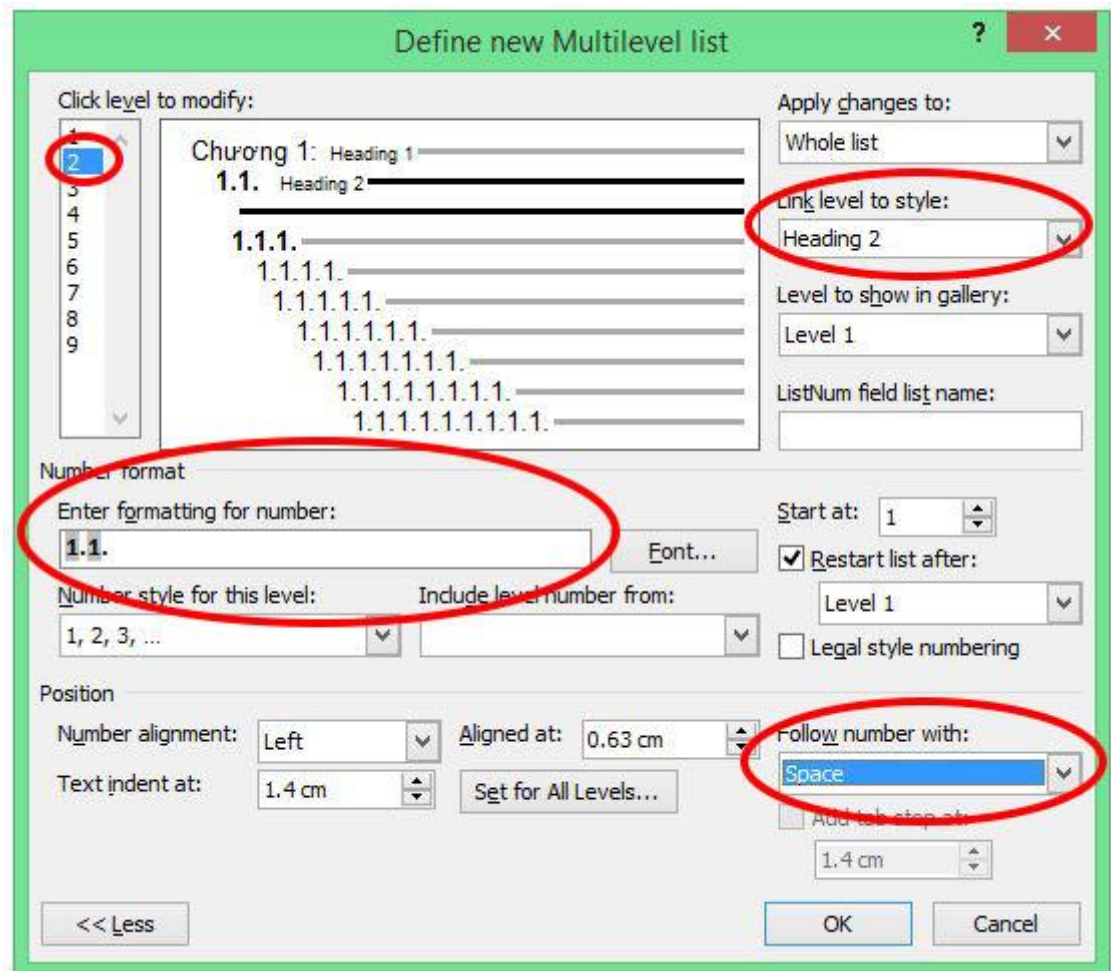 Define new Multilevel list
?
×
Click level to modify:
1
2
3
4
5
6
7
8
9
Chương 1: Heading 1
1.1. Heading 2
1.1.1.
1.1.1.1.
1.1.1.1.1.
1.1.1.1.1.1.
1.1.1.1.1.1.1.
1.1.1.1.1.1.1.1.
1.1.1.1.1.1.1.1.1.
Apply changes to:
Whole list
Link level to style:
Heading 2
Level to show in gallery:
Level 1
ListNum field list name:
Number format
Enter formatting for number:
1.1.
Font...
Number style for this level:
1, 2, 3, ...
Include level number from:
Start at: 1
Restart list after:
Level 1
Legal style numbering
Position
Number alignment: Left
Aligned at: 0.63 cm
Text indent at: 1.4 cm
Set for All Levels...
Follow number with:
Space
Add tab stop at:
1.4 cm
<< Less
OK
Cancel